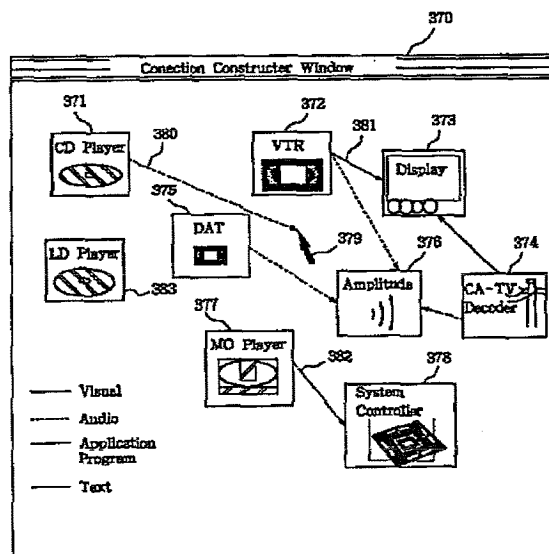 370
Conection Constructer Window
371
380
372
381
373
CD Player
VTR
Display
375
DAT
379
376
374
LD Player
383
Amplitude
CA-TV
Decoder
377
MO Player
382
378
System
Controller
Visual
Audio
Application
Program
Text